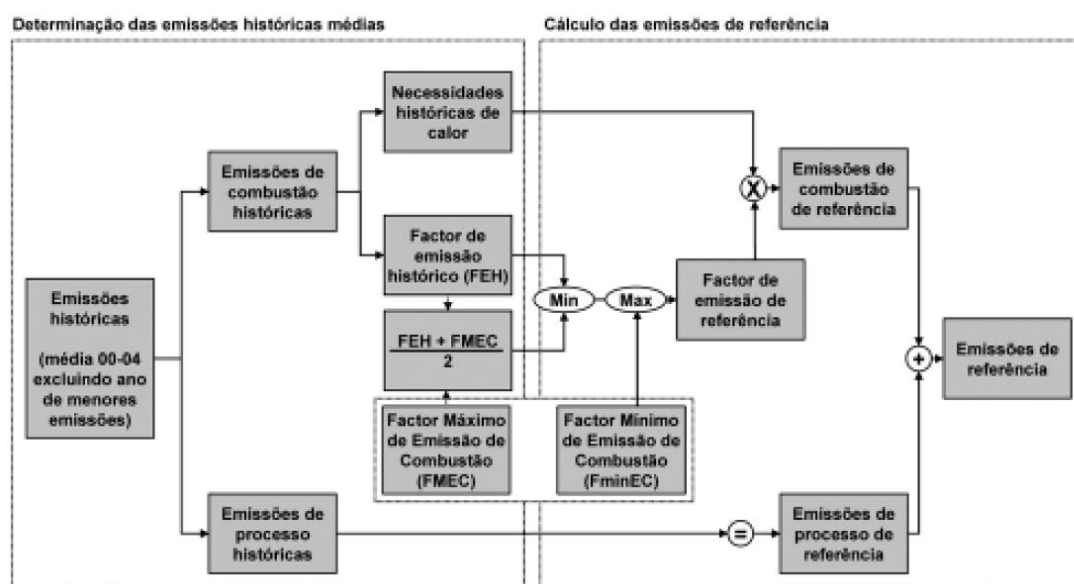 Determinação das emissões históricas médias
Cálculo das emissões de referência
Necessidades
históricas de
calor
Emissões de
combustão
históricas
Emissões de
combustão
de referência
X
Factor de
emissão
histórico (FEH)
Factor de
emissão de
referência
Min
Max
Emissões
históricas
(média 00-04
excluindo ano
de menores
emissões)
FEH + FMEC
2
+
Emissões de
referência
Factor Máximo
de Emissão de
Combustão
(FMEC)
Factor Mínimo
de Emissão de
Combustão
(FminEC)
Emissões de
processo
históricas
=
Emissões de
processo de
referência